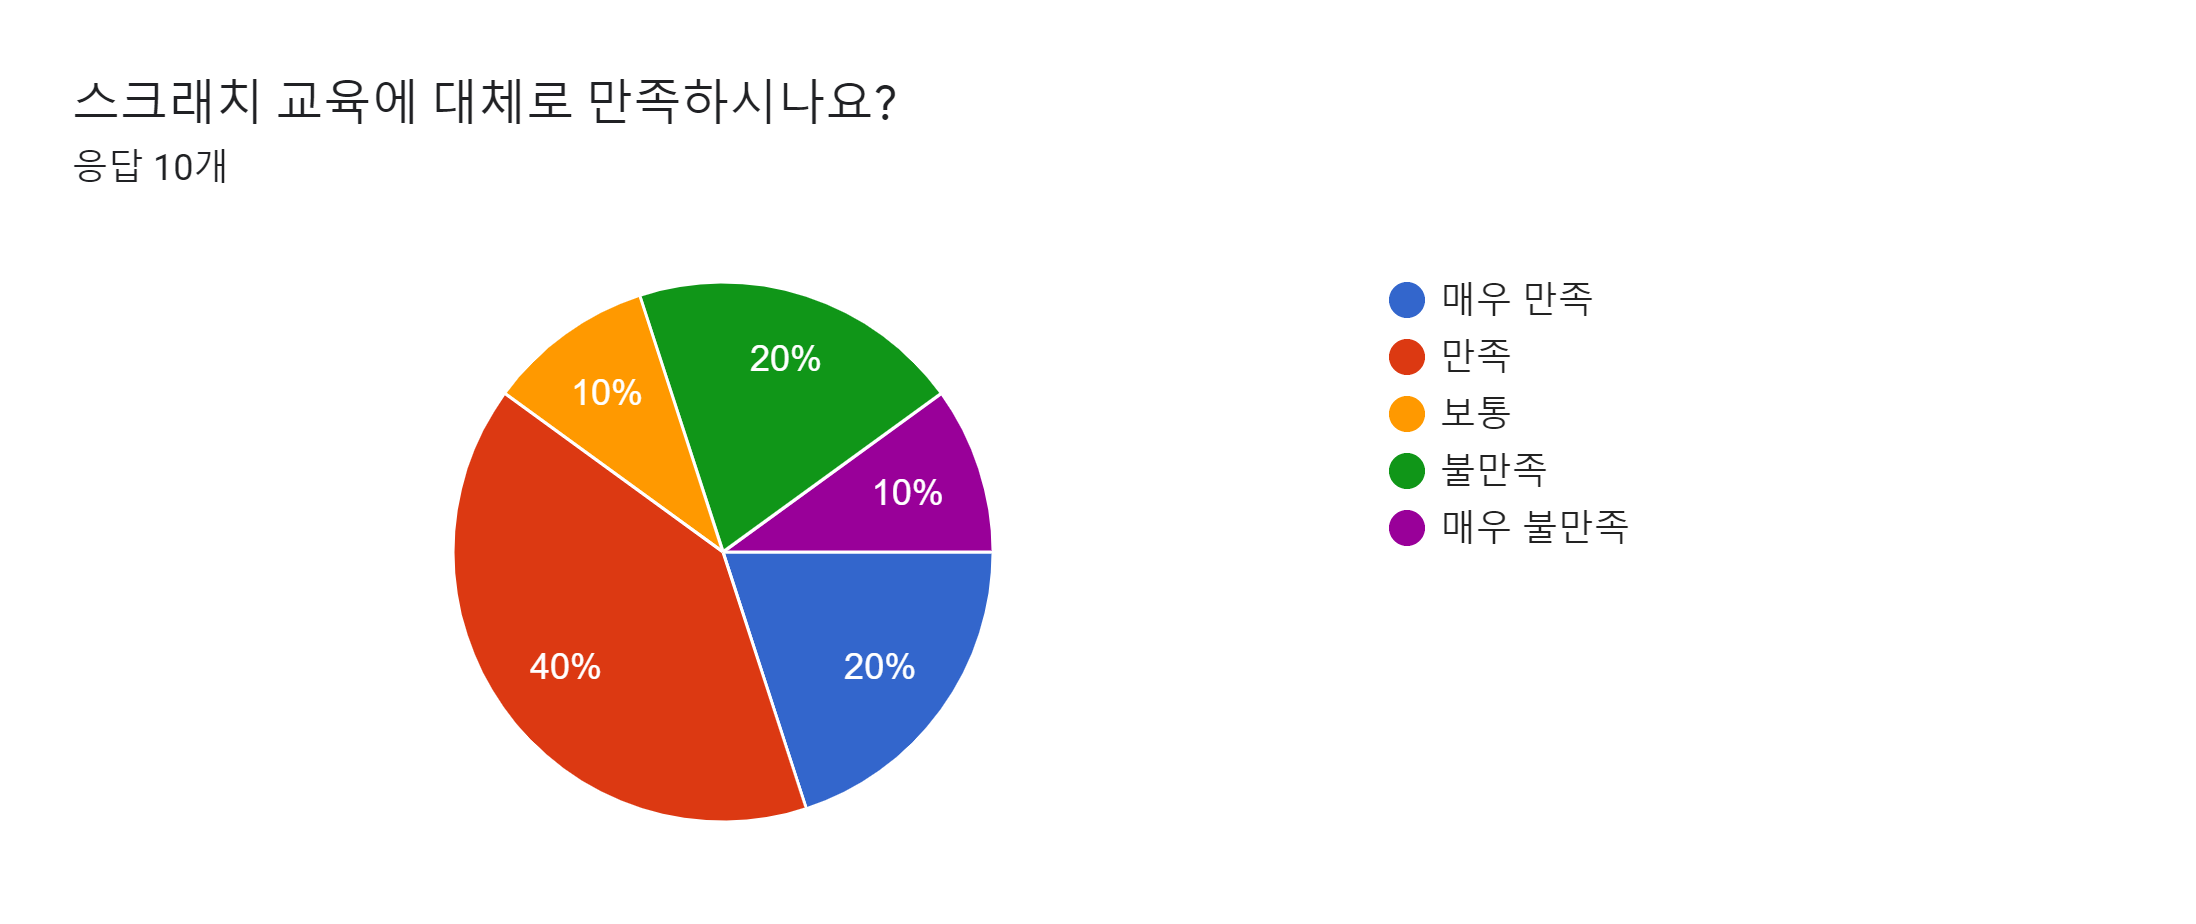 스크래치 교육에 대체로 만족하시나요?
응답 10개
매우 만족
만족
보통
불만족
매우 불만족
20%
10%
10%
40%
20%